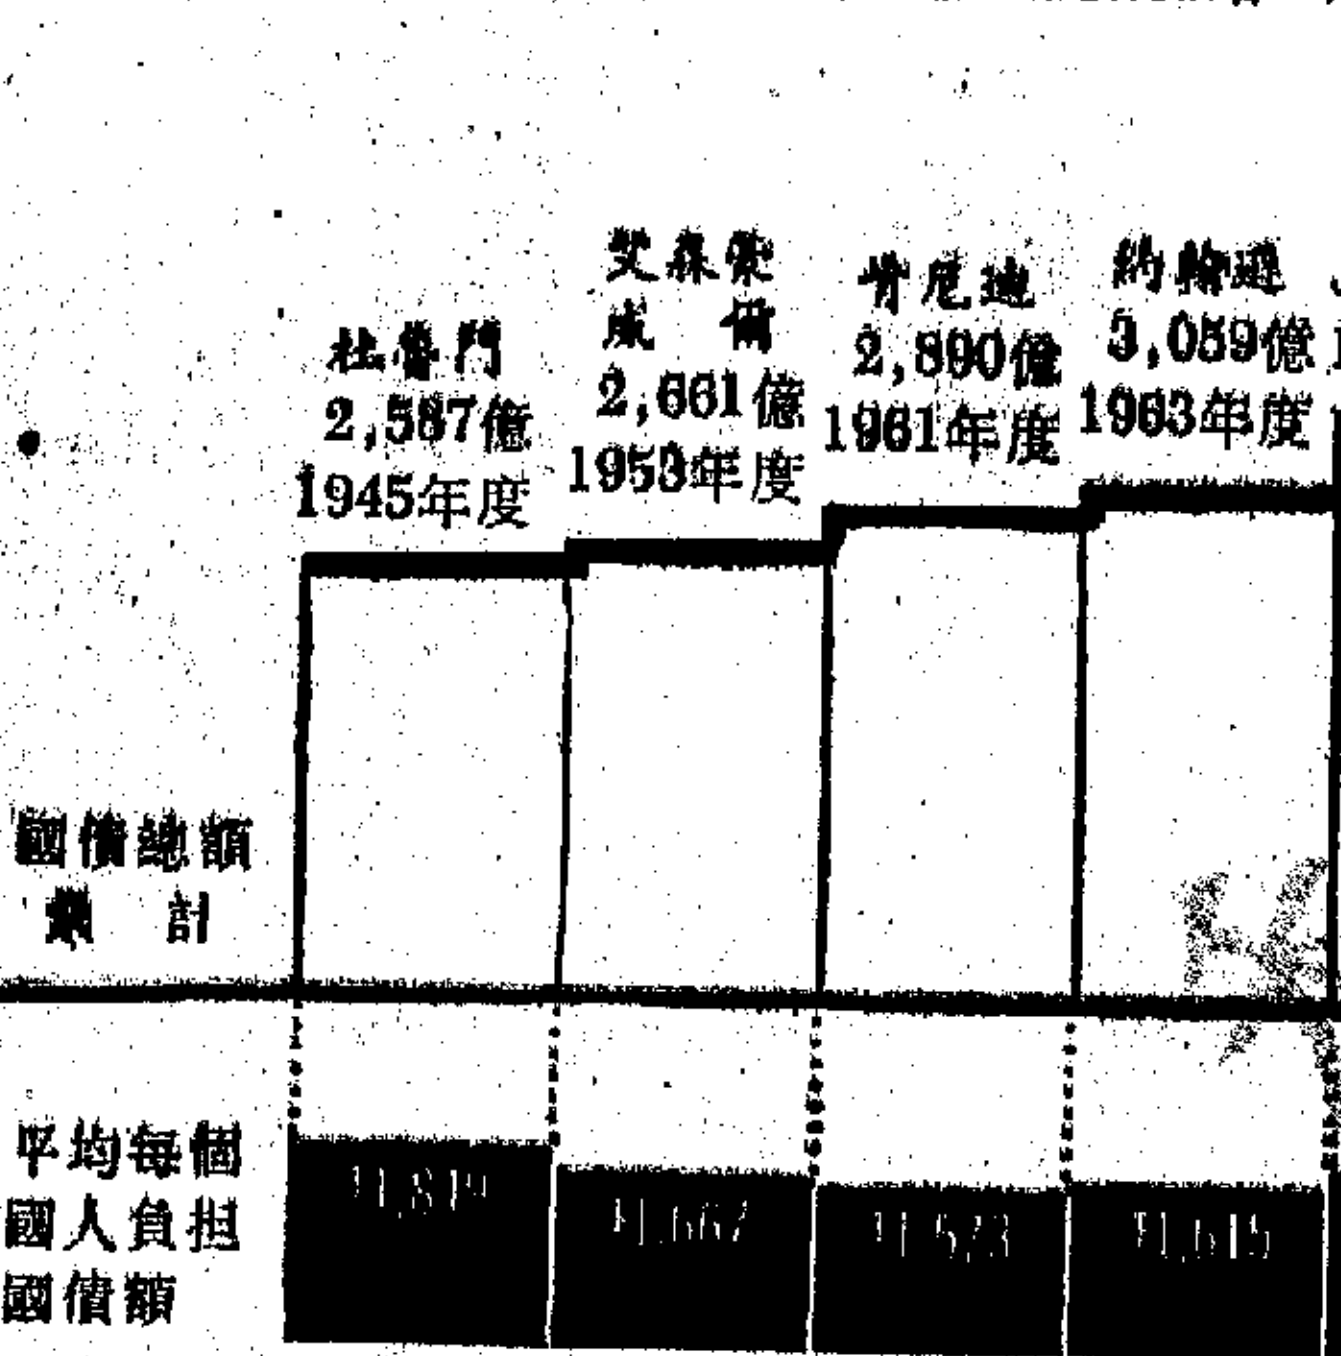 杜魯門
2,587億
1945年度
艾森豪
威爾
2,661億
1953年度
肯尼迪
2,890億
1961年度
約翰遜
3,059億
1963年度
國債總額
累計
平均每個
國人負担
國債額